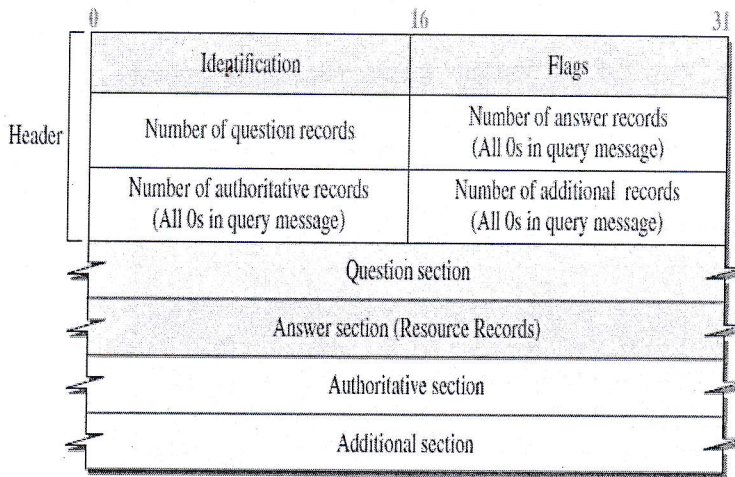 0 16 31
Identification Flags
Header
Number of question records
Number of answer records
(All 0s in query message)
Number of authoritative records
(All 0s in query message)
Number of additional records
(All 0s in query message)
Question section
Answer section (Resource Records)
Authoritative section
Additional section